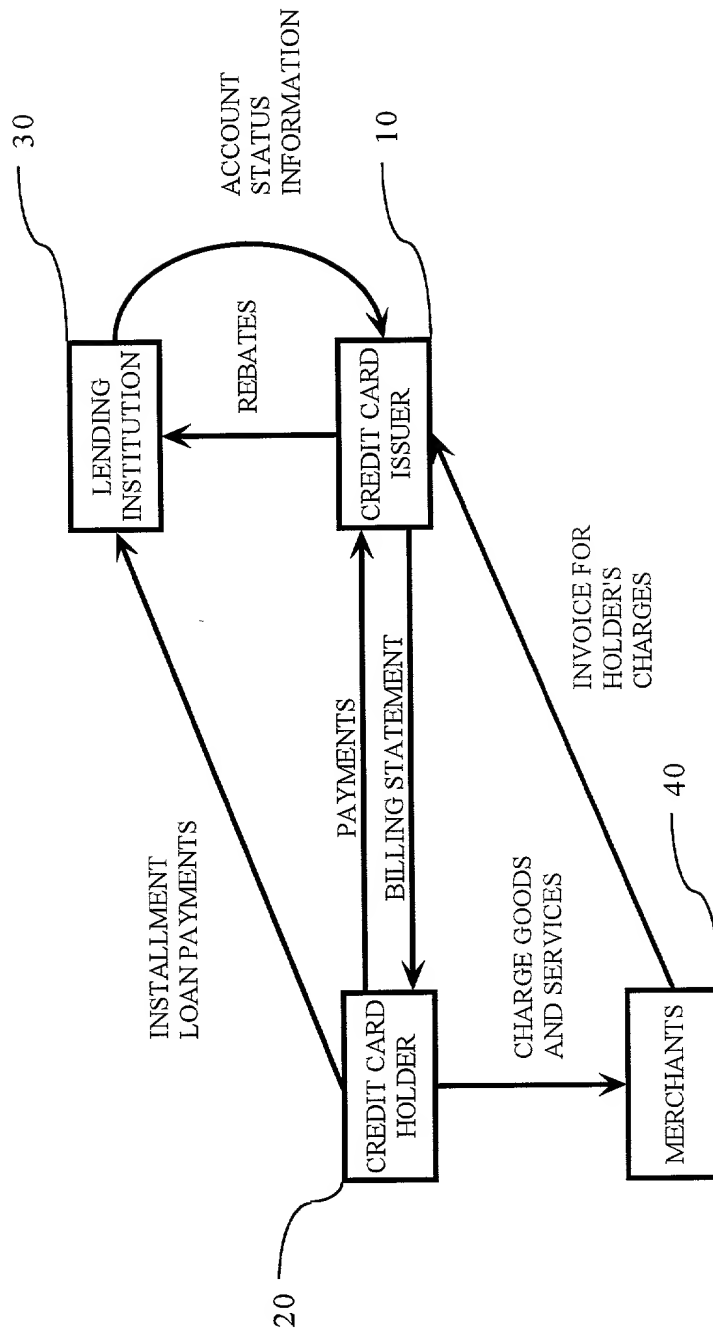 30
LENDING
INSTITUTION
ACCOUNT
STATUS
INFORMATION
INSTALLMENT
LOAN PAYMENTS
REBATES
10
20
CREDIT CARD
HOLDER
PAYMENTS
BILLING STATEMENT
CREDIT CARD
ISSUER
CHARGE GOODS
AND SERVICES
INVOICE FOR
HOLDER'S
CHARGES
MERCHANTS
40